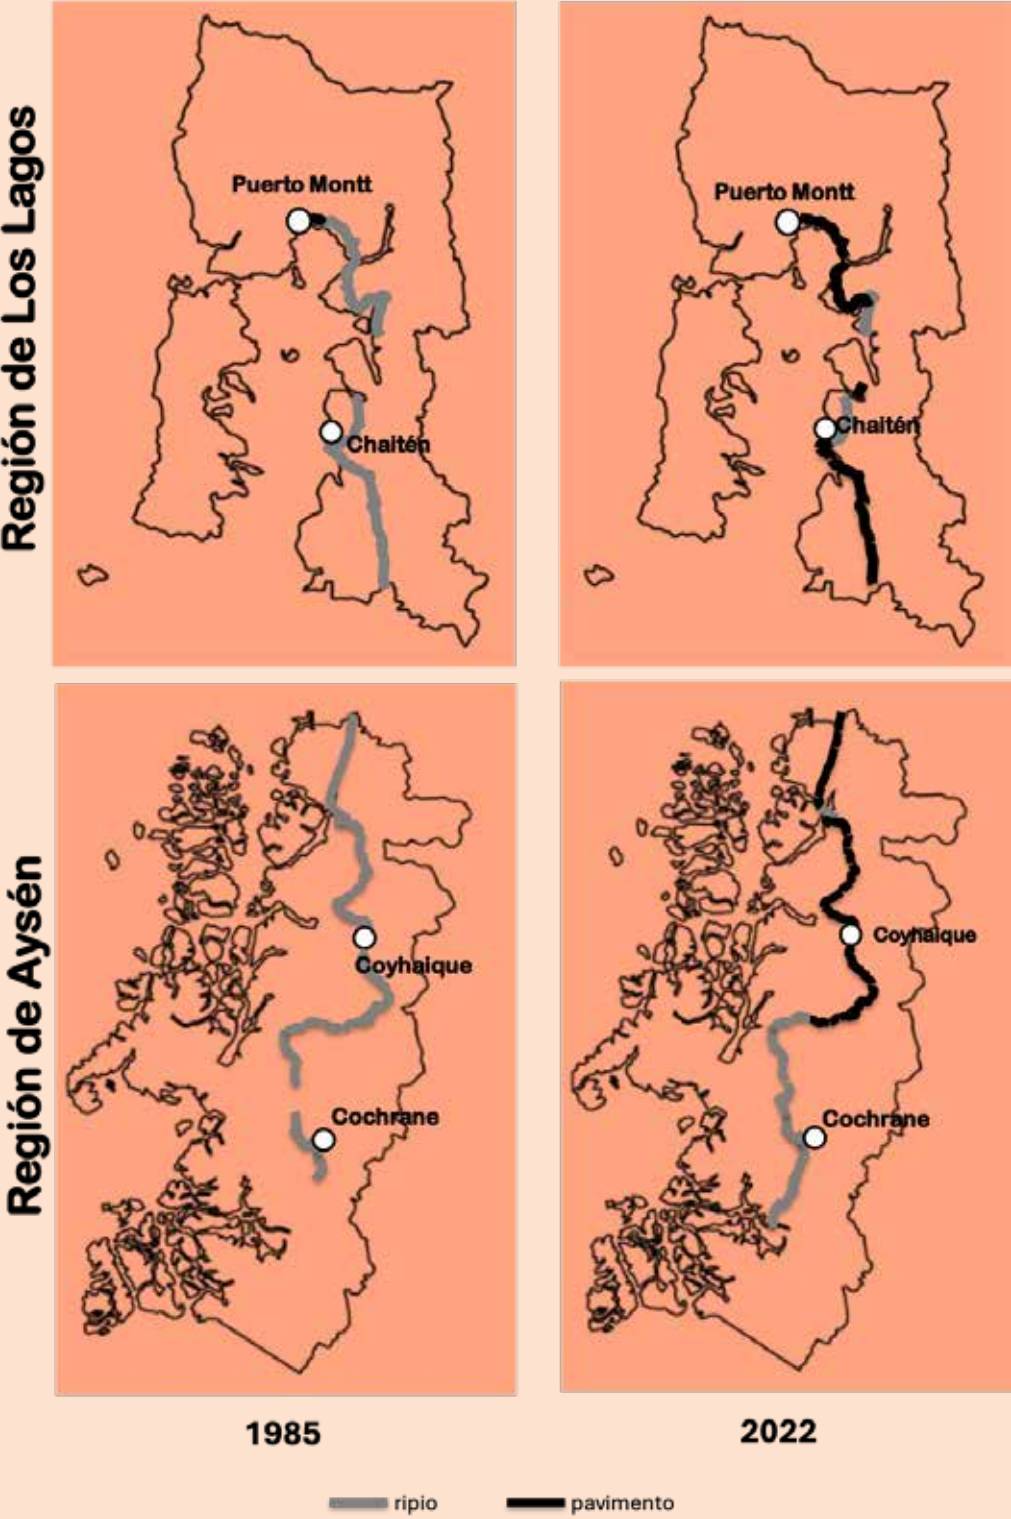 Región de Los Lagos
Puerto Montt
Chaitén
Puerto Montt
Chaitén
Región de Aysén
Coyhaique
Cochrane
Coyhaique
Cochrane
1985
2022
ripio
pavimento